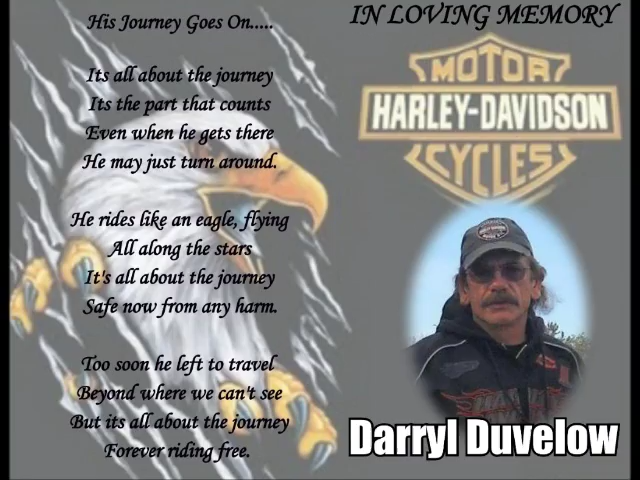 His Journey Goes On.....
Its all about the journey
Its the part that counts
Even when he gets there
He may just turn around.
He rides like an eagle, flying
All along the stars
It's all about the journey
Safe now from any harm.
Too soon he left to travel
Beyond where we can't see
But its all about the journey
Forever riding free.
IN LOVING MEMORY
MOTOR
HARLEY-DAVIDSON
CYCLES
Darryl Duvelow